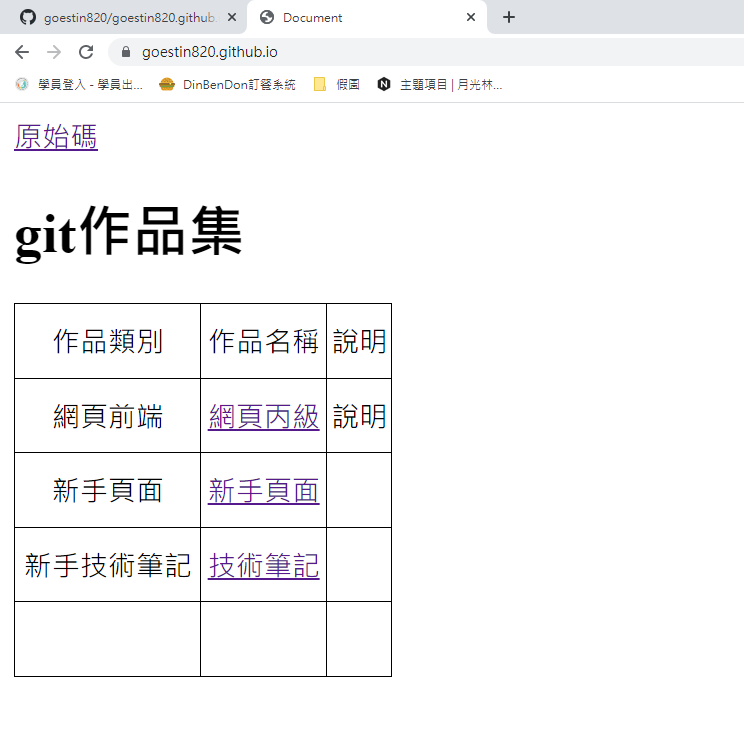 goestin820/goestin820.github.
Document
goestin820.github.io
學員登入 - 學員出... DinBenDon訂餐系統 假園 主題項目 | 月光林...
原始碼
git作品集
作品類別 作品名稱 說明
網頁前端 網頁丙級 說明
新手頁面 新手頁面
新手技術筆記 技術筆記